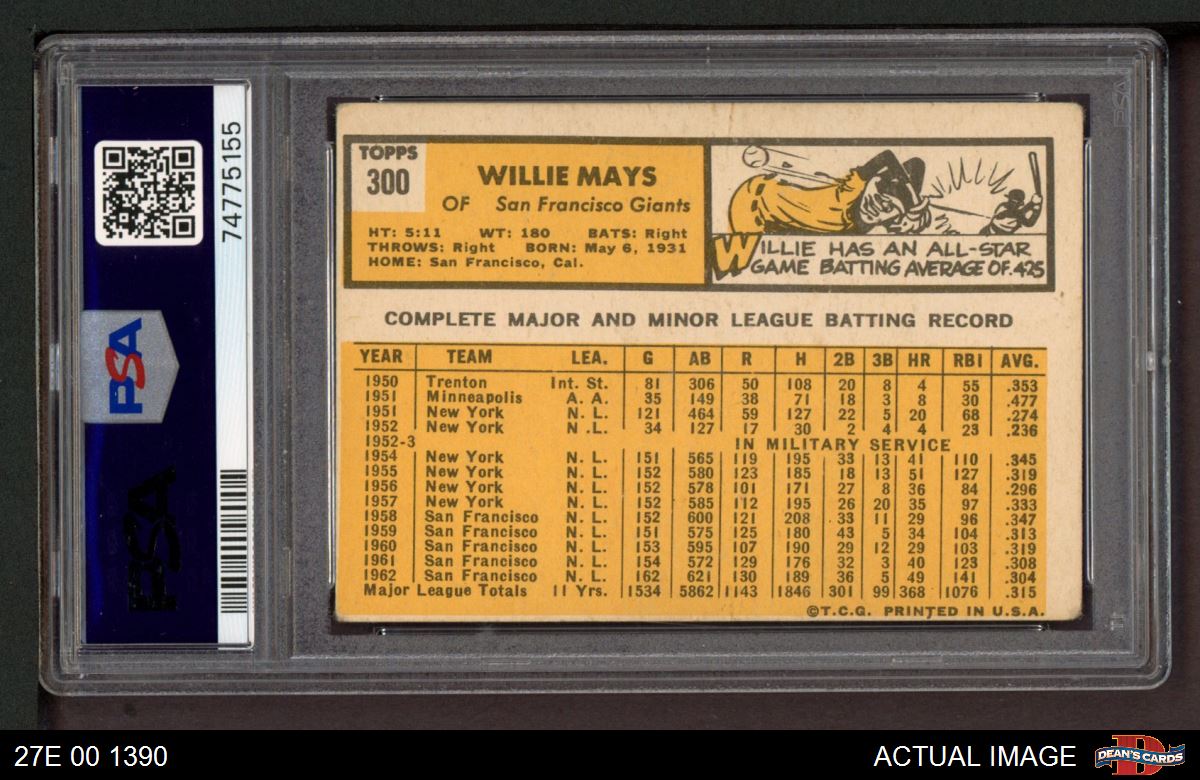 PSA
74775155
PSA
PSA
TOPPS
300
WILLIE MAYS
OF San Francisco Giants
HT: 5:11 WT: 180 BATS: Right
THROWS: Right BORN: May 6, 1931
HOME: San Francisco, Cal.
WILLIE HAS AN ALL-STAR
GAME BATTING AVERAGE OF .425
COMPLETE MAJOR AND MINOR LEAGUE BATTING RECORD
YEAR TEAM LEA. G AB R H 2B 3B HR RBI AVG.
1950 Trenton Int. St. 81 306 50 108 20 8 4 55 .353
1951 Minneapolis A. A. 35 149 38 71 18 3 8 30 .477
1951 New York N. L. 121 464 59 127 22 5 20 68 .274
1952 New York N .L. 34 127 17 30 2 4 4 23 .236
1952-3 IN MILITARY SERVICE
1954 New York N. L. 151 565 119 195 33 13 41 110 .345
1955 New York N. L. 152 580 123 185 18 13 51 127 .319
1956 New York N. L. 152 578 101 171 27 8 36 84 .296
1957 New York N. L. 152 585 112 195 26 20 35 97 .333
1958 San Francisco N. L. 152 600 121 208 33 11 29 96 .347
1959 San Francisco N. L. 151 575 125 180 43 5 34 104 .313
1960 San Francisco N. L. 153 595 107 190 29 12 29 103 .319
1961 San Francisco N. L. 154 572 129 176 32 3 40 123 .308
1962 San Francisco N. L. 162 621 130 189 36 5 49 141 .304
Major League Totals 11 Yrs. 1534 5862 1143 1846 301 99 368 1076 .315
©T.C.G. PRINTED IN U.S.A.
27E 00 1390
ACTUAL IMAGE
DEAN'S CARDS